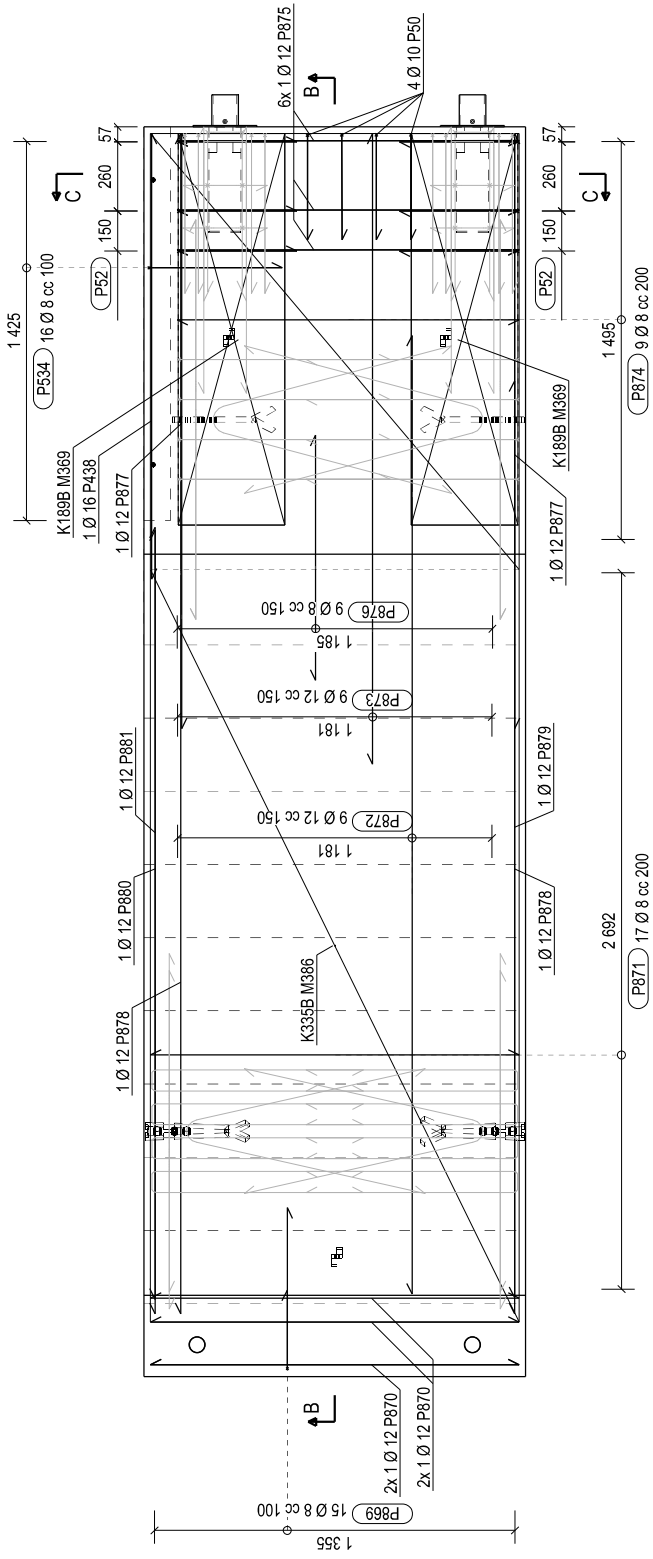 6x 1 Ø 12 P875
B
4 Ø 10 P50
57
260
150
C
P52
1 425
P534 16 Ø 8 cc 100
K189B M369
1 Ø 16 P438
1 Ø 12 P877
57
260
150
C
P52
1 495
P874 9 Ø 8 cc 200
K189B M369
1 Ø 12 P877
P876 9 Ø 8 cc 150
1 185
P873 9 Ø 12 cc 150
1 181
P872 9 Ø 12 cc 150
1 181
1 Ø 12 P881
1 Ø 12 P880
1 Ø 12 P878
K335B M386
1 Ø 12 P879
1 Ø 12 P878
2 692
P871 17 Ø 8 cc 200
B
2x 1 Ø 12 P870
2x 1 Ø 12 P870
P869 15 Ø 8 cc 100
1 355